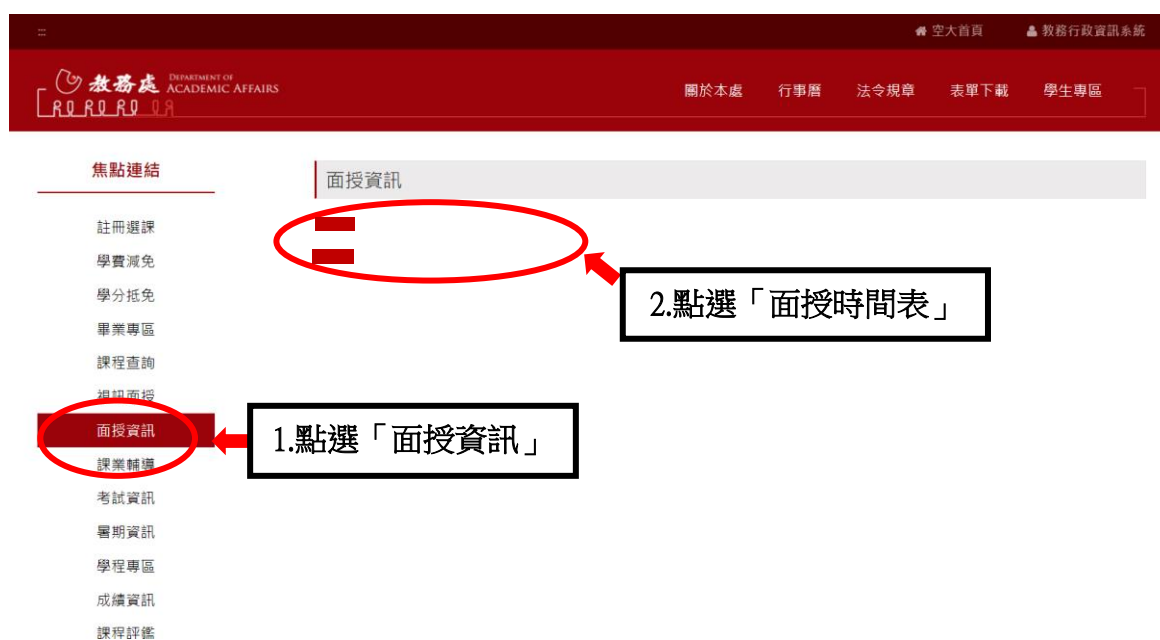 :::
空大首頁 教務行政資訊系統
教務處 DEPARTMENT OF ACADEMIC AFFAIRS
關於本處 行事曆 法令規章 表單下載 學生專區
焦點連結
面授資訊
註冊選課
學費減免
學分抵免
畢業專區
課程查詢
視訊面授
面授資訊
課業輔導
考試資訊
暑期資訊
學程專區
成績資訊
課程評鑑
2.點選「面授時間表」
1.點選「面授資訊」